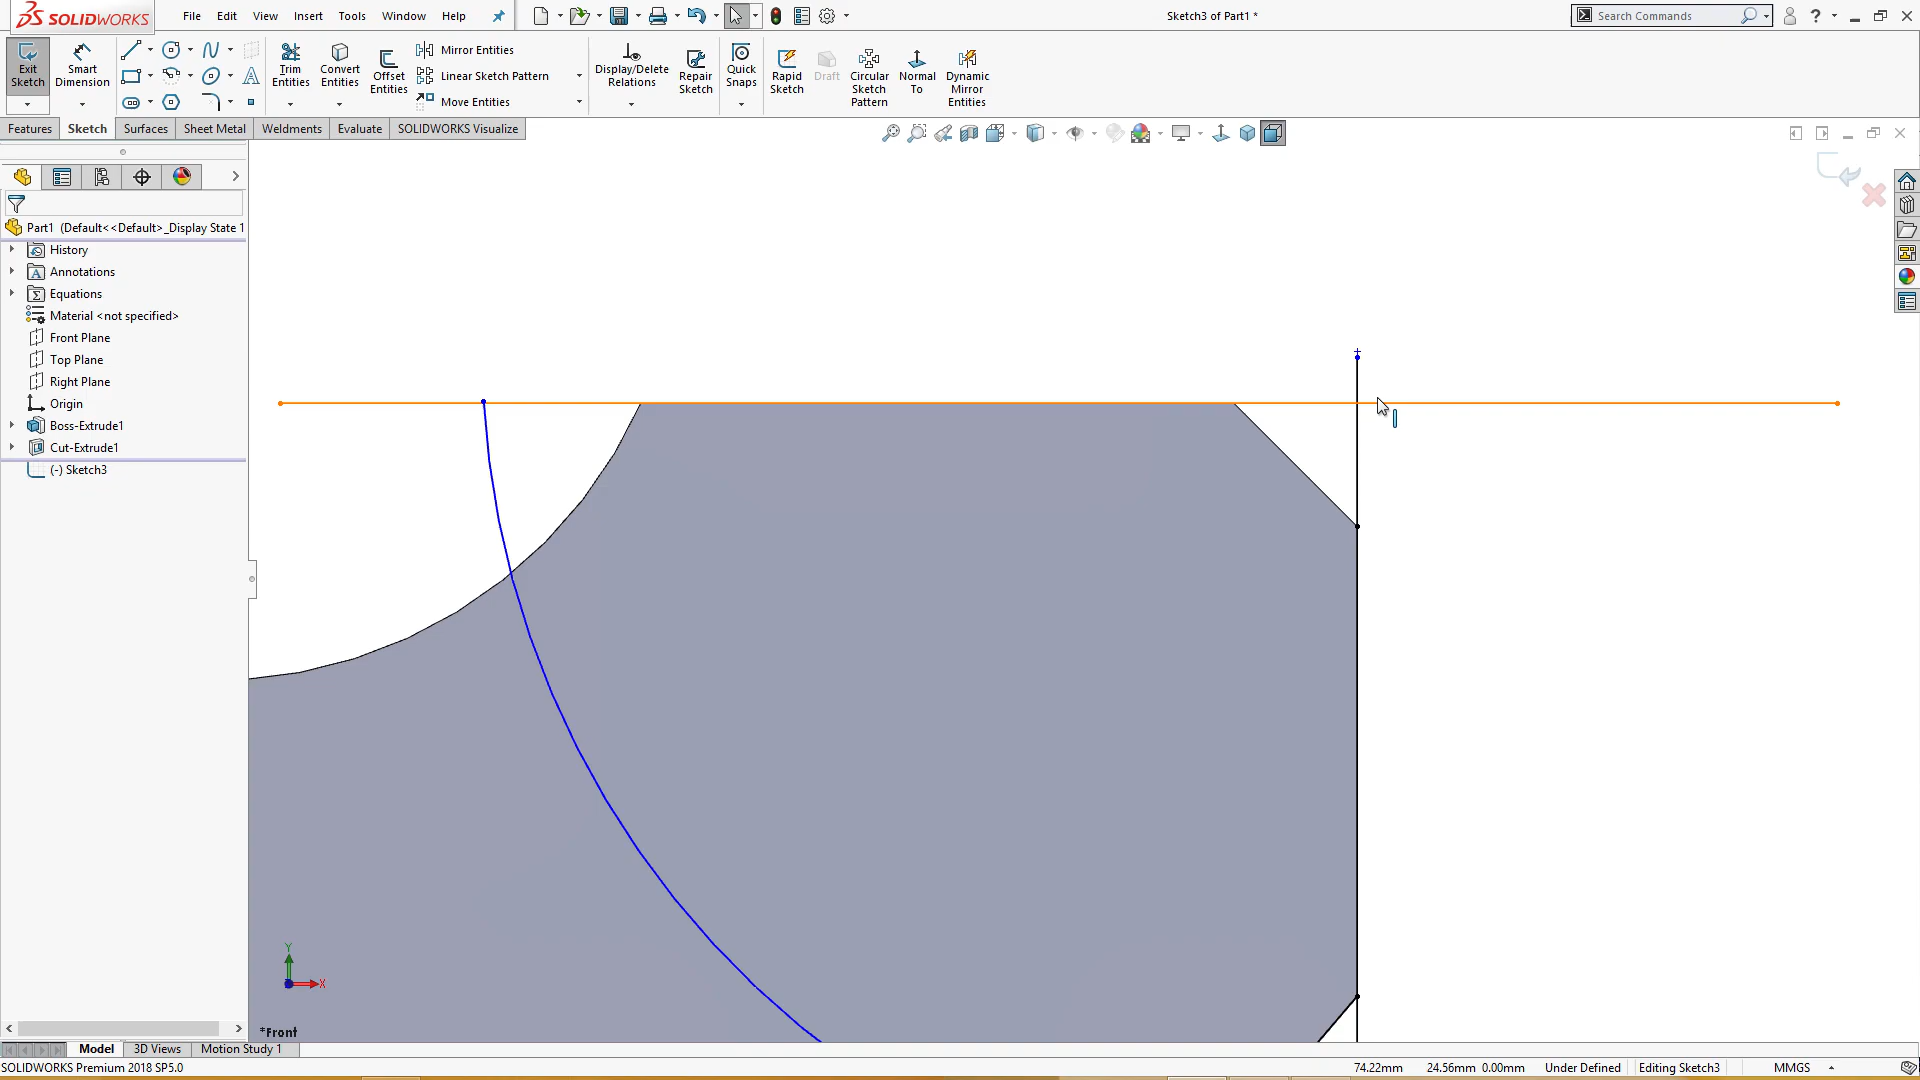 SOLIDWORKS File Edit View Insert Tools Window Help Sketch3 of Part1 * Search Commands ?
Exit Sketch
Smart Dimension
Trim Entities
Convert Entities
Offset Entities
Mirror Entities
Linear Sketch Pattern
Move Entities
Display/Delete Relations
Repair Sketch
Quick Snaps
Rapid Sketch
Draft
Circular Sketch Pattern
Normal To
Dynamic Mirror Entities
Features Sketch Surfaces Sheet Metal Weldments Evaluate SOLIDWORKS Visualize
Part1 (Default<<Default>_Display State 1
History
Annotations
Equations
Material <not specified>
Front Plane
Top Plane
Right Plane
Origin
Boss-Extrude1
Cut-Extrude1
(-) Sketch3
Y
X
*Front
Model 3D Views Motion Study 1
SOLIDWORKS Premium 2018 SP5.0 74.22mm 24.56mm 0.00mm Under Defined Editing Sketch3 MMGS